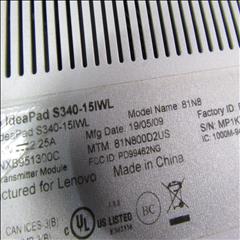 IdeaPad S340-15IWL
IdeaPad S340-15IWL Model Name: 81N8
2.25A Mfg Date: 19/05/09 Factory ID:
NXB951300C MTM: 81N800D2US S/N: MP1K
Transmitter Module FCC ID: PD99462NG IC: 1000M-9
Made in China
factured for Lenovo
CAN ICES-3(B)
C UL US LISTED
BC